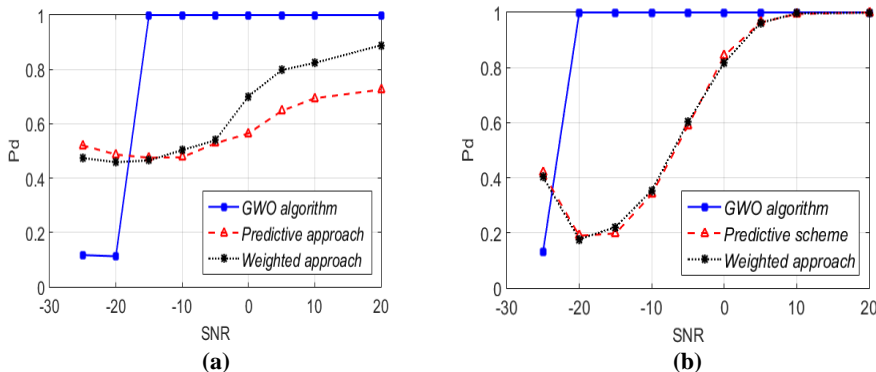 1
0.8
0.6
0.4
0.2
0
Pd
-30
-20
-10
0
10
20
SNR
GWO algorithm
Predictive approach
Weighted approach
(a)
1
0.8
0.6
0.4
0.2
0
Pd
-30
-20
-10
0
10
20
SNR
GWO algorithm
Predictive scheme
Weighted approach
(b)